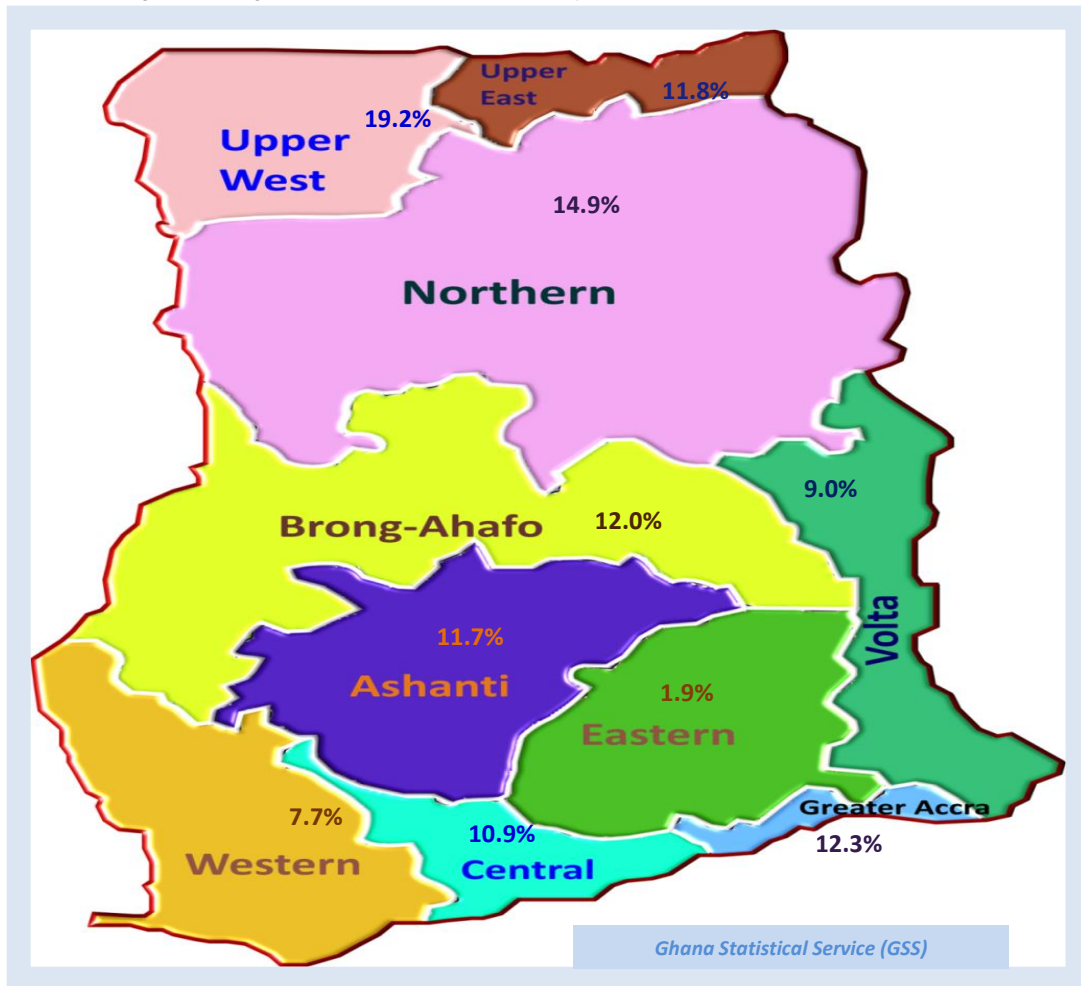 Upper
East
11.8%
19.2%
Upper
West
14.9%
Northern
9.0%
Brong-Ahafo
12.0%
Volta
11.7%
Ashanti
1.9%
Eastern
7.7%
Western
10.9%
Central
Greater Accra
12.3%
Ghana Statistical Service (GSS)